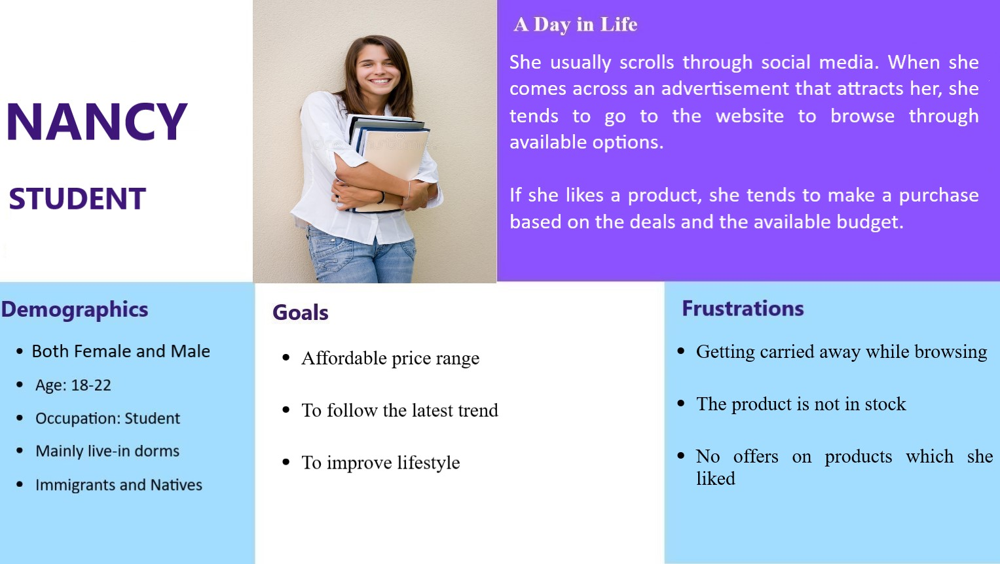 NANCY
STUDENT
A Day in Life
She usually scrolls through social media. When she
comes across an advertisement that attracts her, she
tends to go to the website to browse through
available options.
If she likes a product, she tends to make a purchase
based on the deals and the available budget.
Demographics
• Both Female and Male
• Age: 18-22
• Occupation: Student
• Mainly live-in dorms
• Immigrants and Natives
Goals
• Affordable price range
• To follow the latest trend
• To improve lifestyle
Frustrations
• Getting carried away while browsing
• The product is not in stock
• No offers on products which she
liked